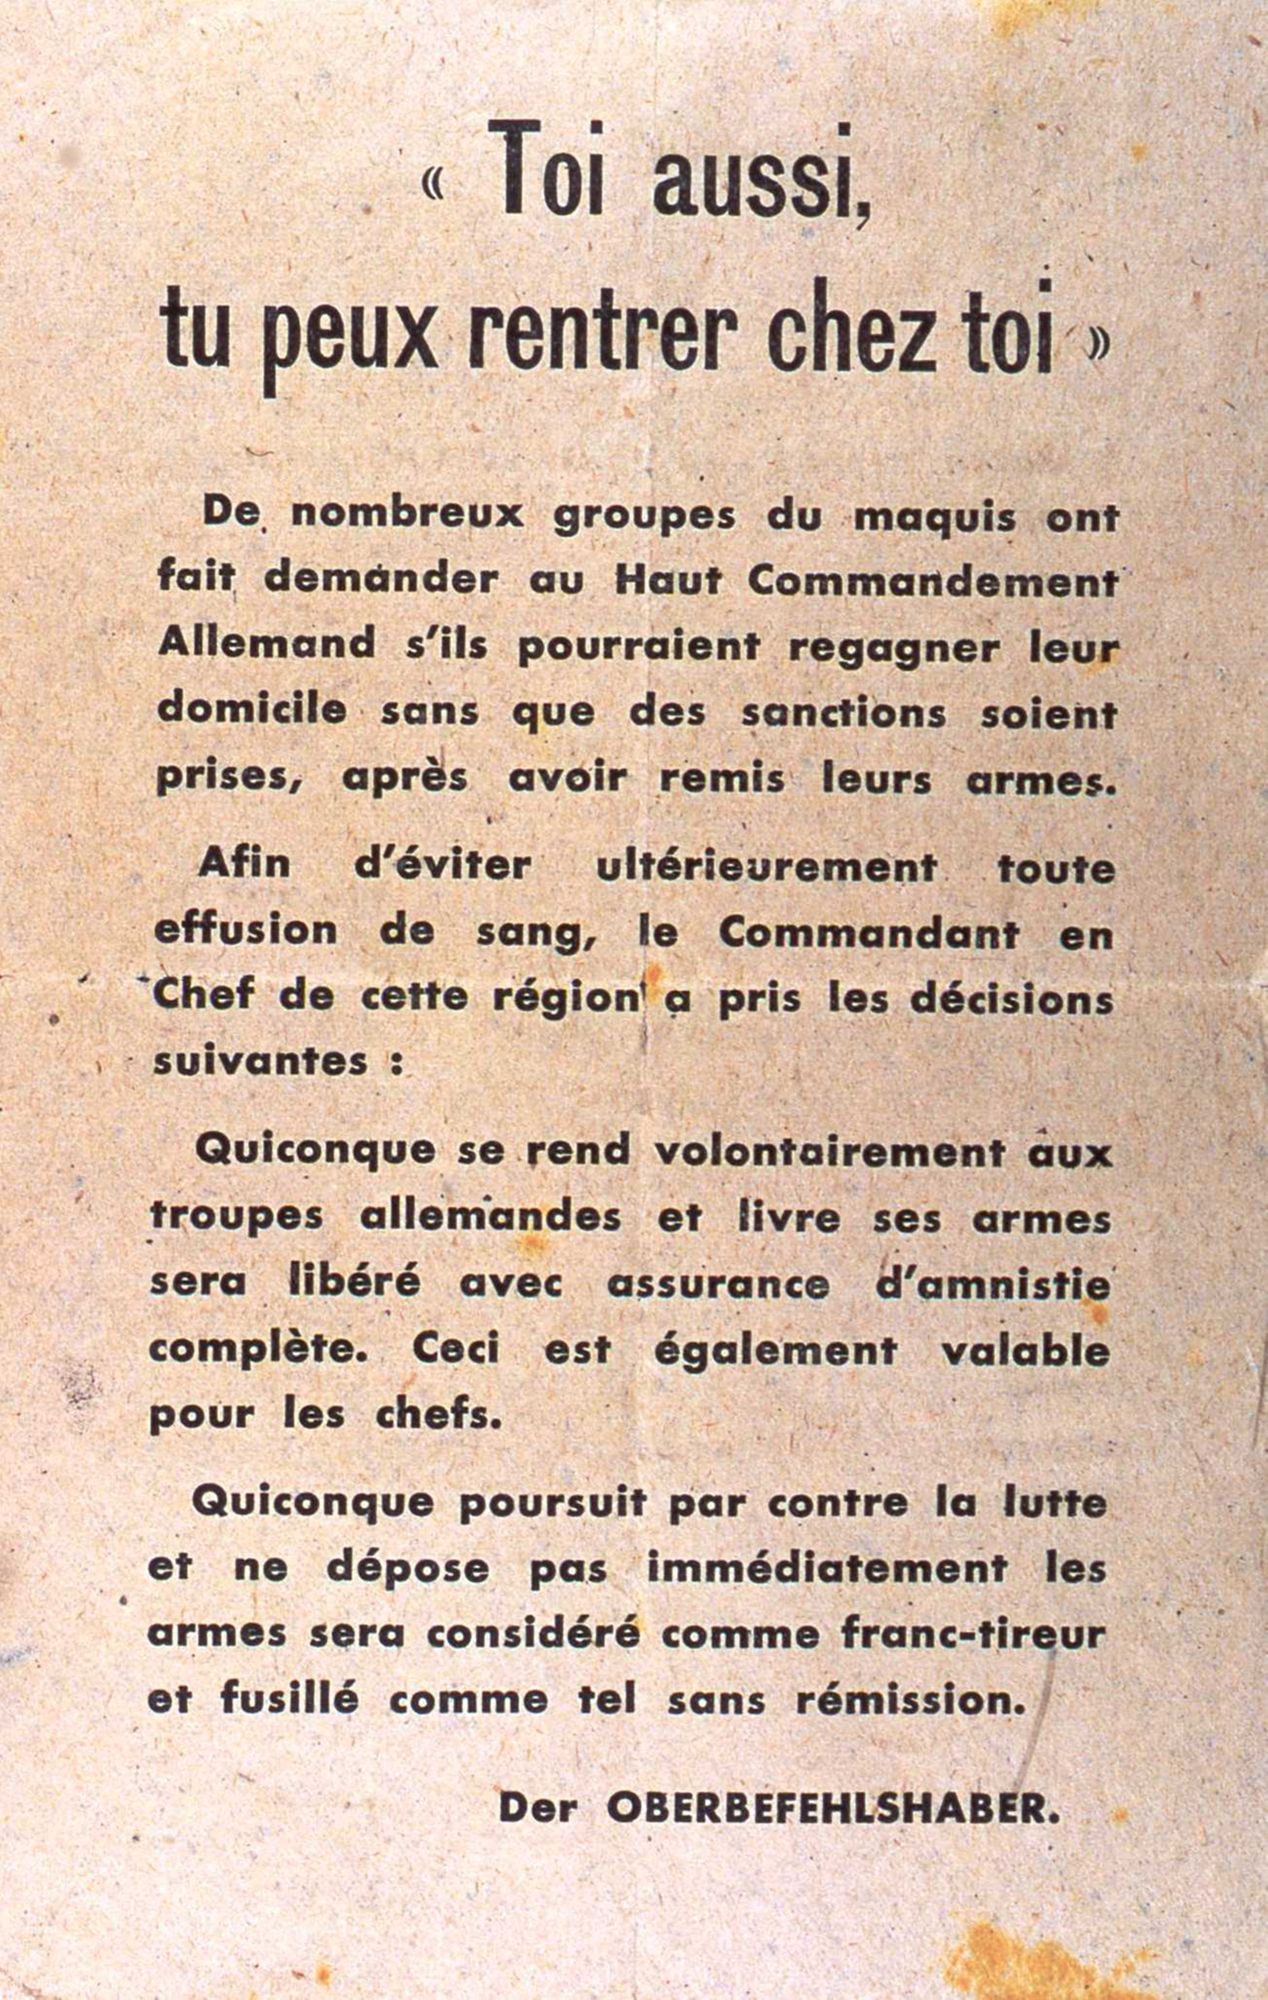 « Toi aussi,
tu peux rentrer chez toi »
De nombreux groupes du maquis ont
fait demander au Haut Commandement
Allemand s'ils pourraient regagner leur
domicile sans que des sanctions soient
prises, après avoir remis leurs armes.
Afin d'éviter ultérieurement toute
effusion de sang, le Commandant en
Chef de cette région a pris les décisions
suivantes :
Quiconque se rend volontairement aux
troupes allemandes et livre ses armes
sera libéré avec assurance d'amnistie
complète. Ceci est également valable
pour les chefs.
Quiconque poursuit par contre la lutte
et ne dépose pas immédiatement les
armes sera considéré comme franc-tireur
et fusillé comme tel sans rémission.
Der OBERBEFEHLSHABER.